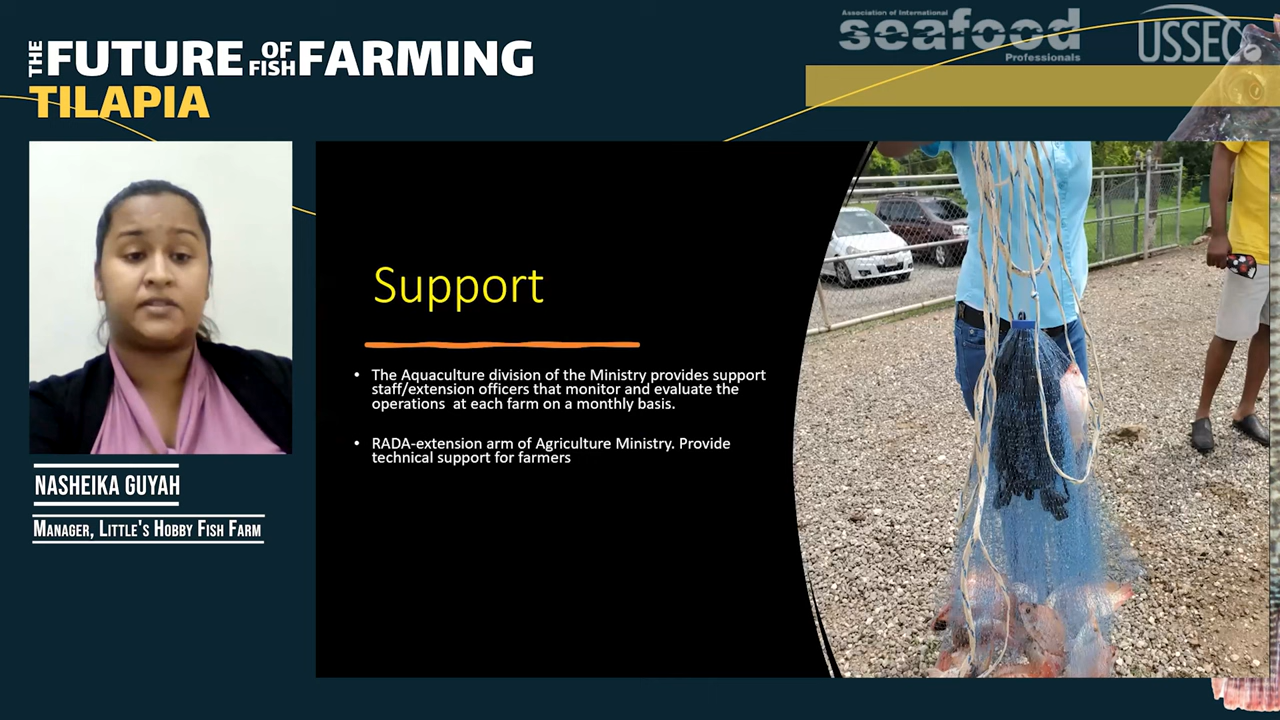 THE FUTURE OF FISH FARMING
TILAPIA
Association of International
seafood
Professionals
USSEC
Support
• The Aquaculture division of the Ministry provides support
staff/extension officers that monitor and evaluate the
operations at each farm on a monthly basis.
• RADA-extension arm of Agriculture Ministry. Provide
technical support for farmers
NASHEIKA GUYAH
MANAGER, LITTLE'S HOBBY FISH FARM